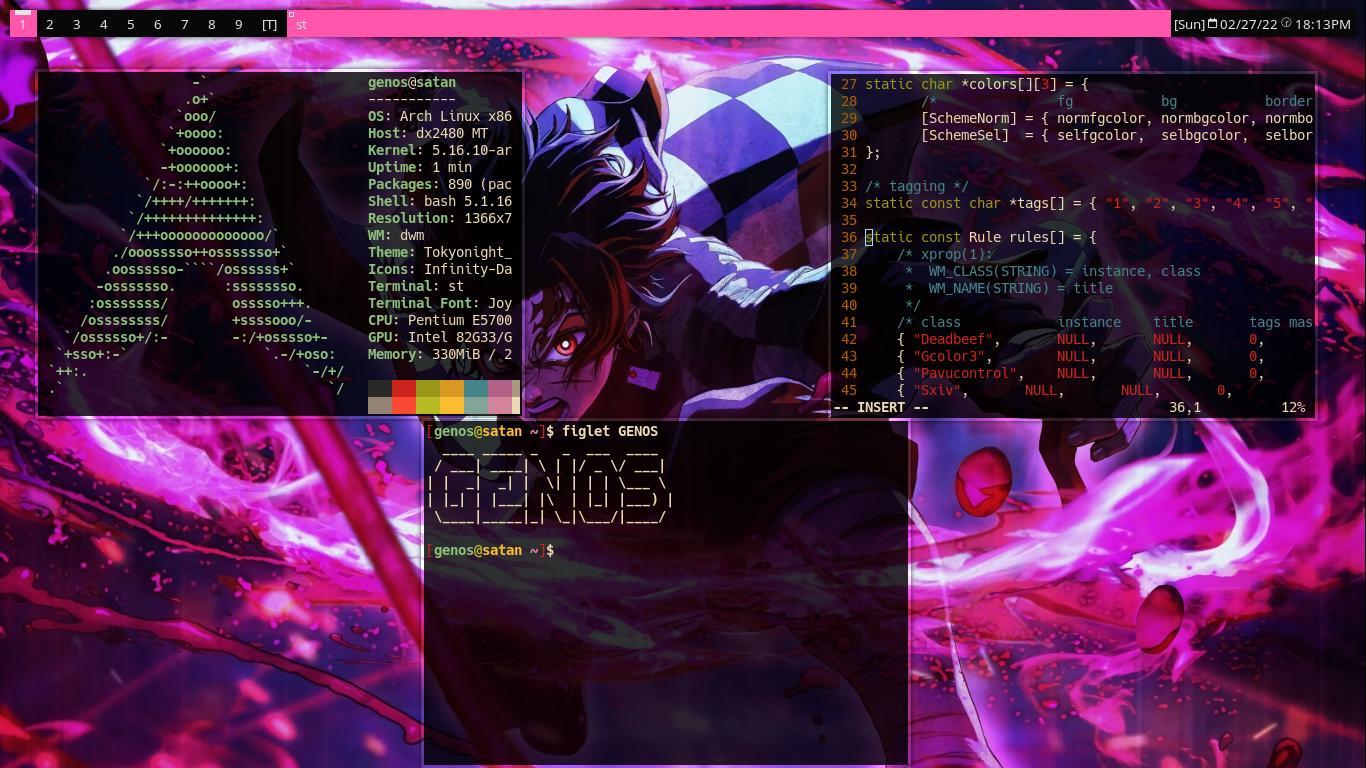 1 2 3 4 5 6 7 8 9 [T] st [Sun] 02/27/22 18:13PM
genos@satan
-----------
OS: Arch Linux x86
Host: dx2480 MT
Kernel: 5.16.10-ar
Uptime: 1 min
Packages: 890 (pac
Shell: bash 5.1.16
Resolution: 1366x7
WM: dwm
Theme: Tokyonight_
Icons: Infinity-Da
Terminal: st
Terminal Font: Joy
CPU: Pentium E5700
GPU: Intel 82G33/G
Memory: 330MiB / 2
27 static char *colors[][3] = {
28 /* fg bg border
29 [SchemeNorm] = { normfgcolor, normbgcolor, normbo
30 [SchemeSel] = { selfgcolor, selbgcolor, selbor
31 };
32
33 /* tagging */
34 static const char *tags[] = { "1", "2", "3", "4", "5", "
35
36 static const Rule rules[] = {
37 /* xprop(1):
38 * WM_CLASS(STRING) = instance, class
39 * WM_NAME(STRING) = title
40 */
41 /* class instance title tags mas
42 { "Deadbeef", NULL, NULL, 0,
43 { "Gcolor3", NULL, NULL, 0,
44 { "Pavucontrol", NULL, NULL, 0,
45 { "Sxiv", NULL, NULL, 0,
-- INSERT -- 36,1 12%
[genos@satan ~]$ figlet GENOS
GENOS
[genos@satan ~]$